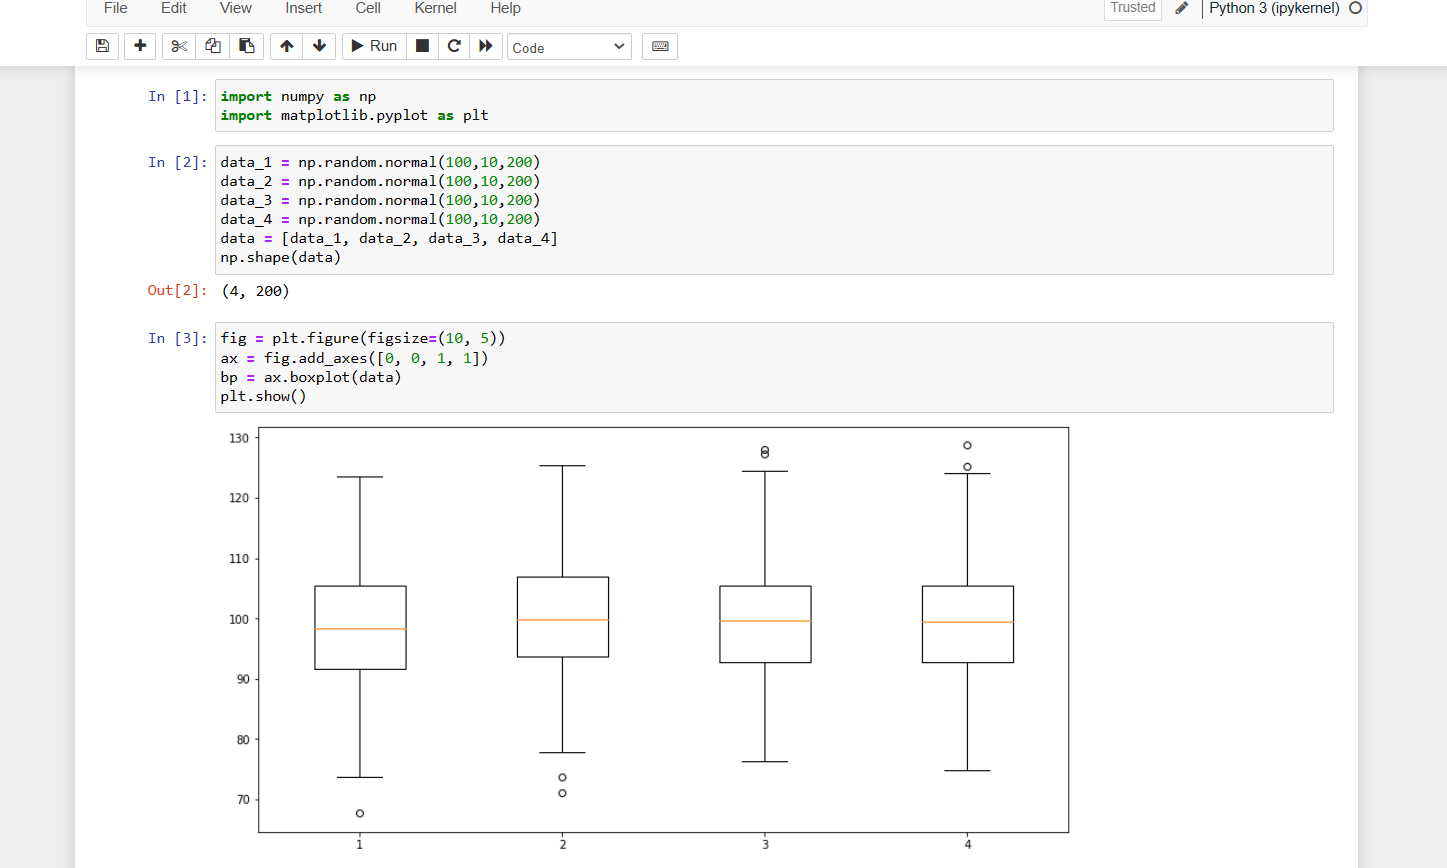 File Edit View Insert Cell Kernel Help Trusted Python 3 (ipykernel)
Run Code
In [1]: import numpy as np
import matplotlib.pyplot as plt
In [2]: data_1 = np.random.normal(100,10,200)
data_2 = np.random.normal(100,10,200)
data_3 = np.random.normal(100,10,200)
data_4 = np.random.normal(100,10,200)
data = [data_1, data_2, data_3, data_4]
np.shape(data)
Out[2]: (4, 200)
In [3]: fig = plt.figure(figsize=(10, 5))
ax = fig.add_axes([0, 0, 1, 1])
bp = ax.boxplot(data)
plt.show()
130
120
110
100
90
80
70
1 2 3 4